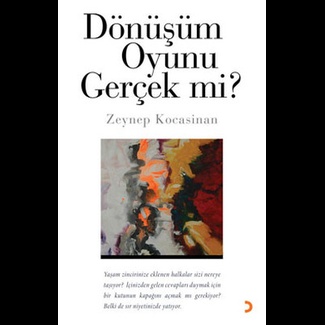 Dönüşüm
Oyunu
Gerçek mi?
Zeynep Kocasinan
Yaşam zincirinize eklenen halkalar sizi nereye
taşıyor? İçinizden gelen cevapları duymak için
bir kutunun kapağını açmak mı gerekiyor?
Belki de sır niyetinizde yatıyor.